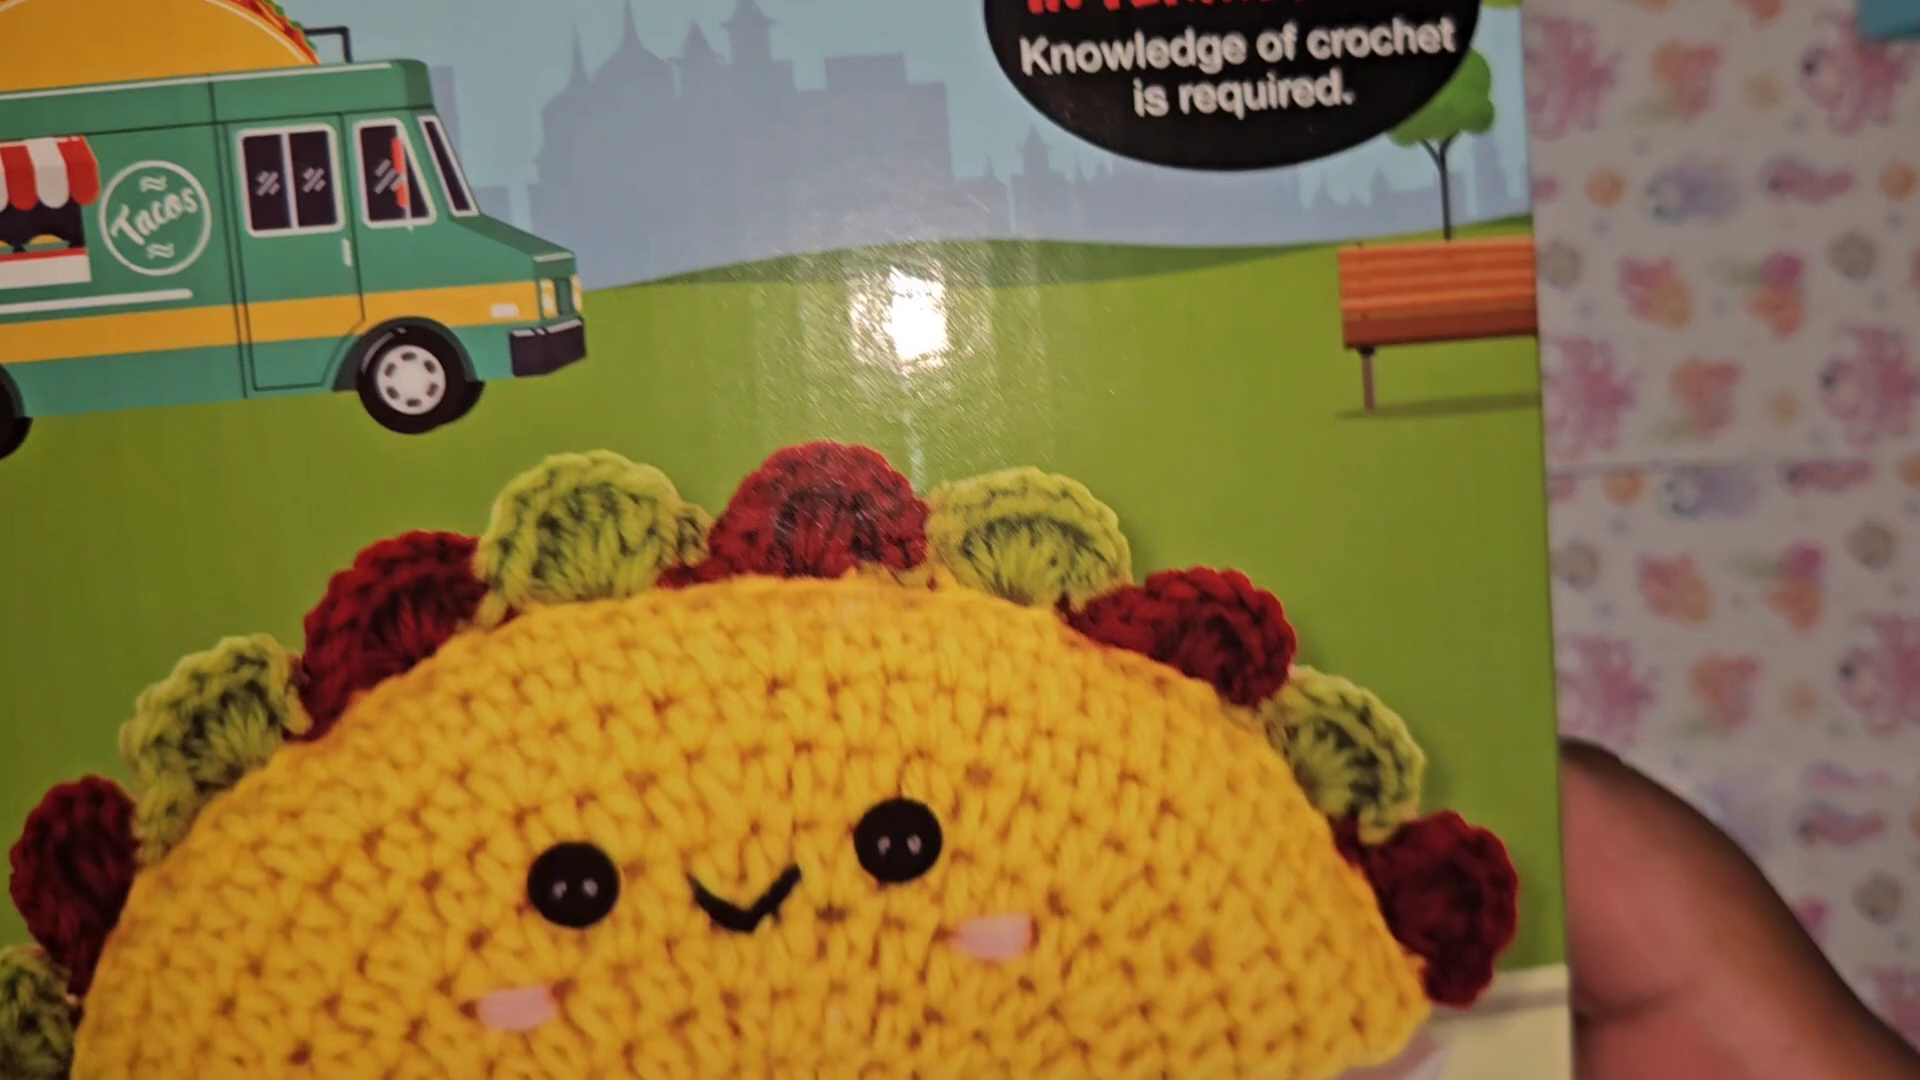 Knowledge of crochet
is required.
Tacos